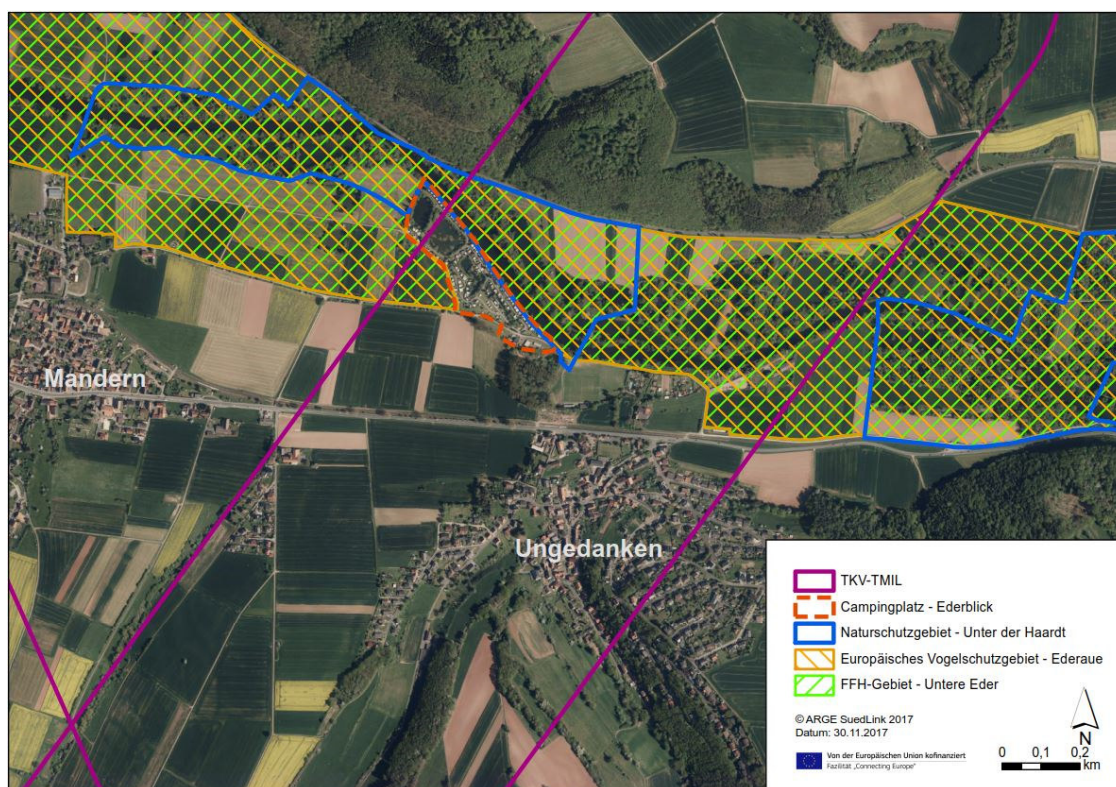 Mandern
Ungedanken
TKV-TMIL
Campingplatz - Ederblick
Naturschutzgebiet - Unter der Haardt
Europäisches Vogelschutzgebiet - Ederaue
FFH-Gebiet - Untere Eder
© ARGE SuedLink 2017
Datum: 30.11.2017
Von der Europäischen Union kofinanziert
Fazilität „Connecting Europe“
N
0 0,1 0,2
km